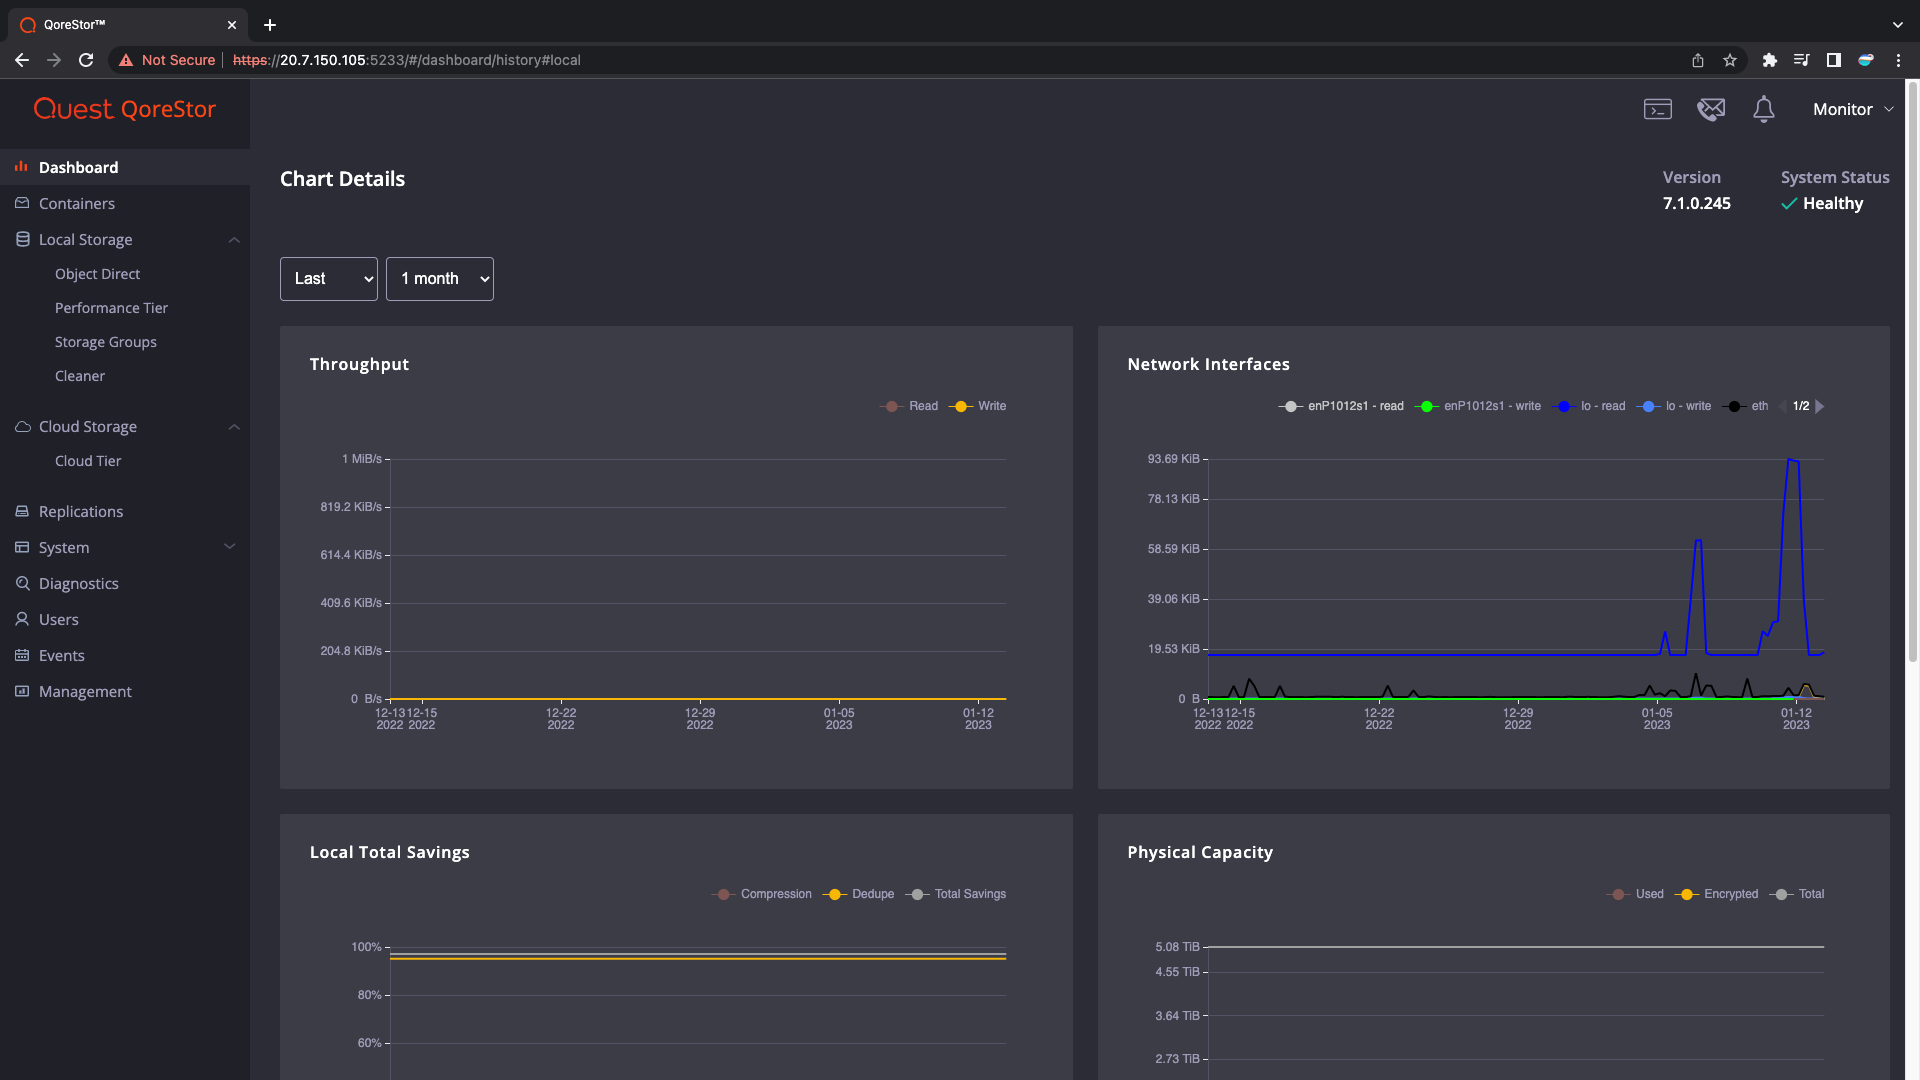 QoreStor™
Not Secure
https://20.7.150.105:5233/#/dashboard/history#local
Quest QoreStor
Monitor
Dashboard
Containers
Local Storage
Object Direct
Performance Tier
Storage Groups
Cleaner
Cloud Storage
Cloud Tier
Replications
System
Diagnostics
Users
Events
Management
Chart Details
Version
7.1.0.245
System Status
Healthy
Last
1 month
Throughput
Read
Write
1 MiB/s
819.2 KiB/s
614.4 KiB/s
409.6 KiB/s
204.8 KiB/s
0 B/s
12-13 12-15 12-22 12-29 01-05 01-12
2022 2022 2022 2022 2023 2023
Network Interfaces
enP1012s1 - read
enP1012s1 - write
lo - read
lo - write
eth
1/2
93.69 KiB
78.13 KiB
58.59 KiB
39.06 KiB
19.53 KiB
0 B
12-13 12-15 12-22 12-29 01-05 01-12
2022 2022 2022 2022 2023 2023
Local Total Savings
Compression
Dedupe
Total Savings
100%
80%
60%
Physical Capacity
Used
Encrypted
Total
5.08 TiB
4.55 TiB
3.64 TiB
2.73 TiB